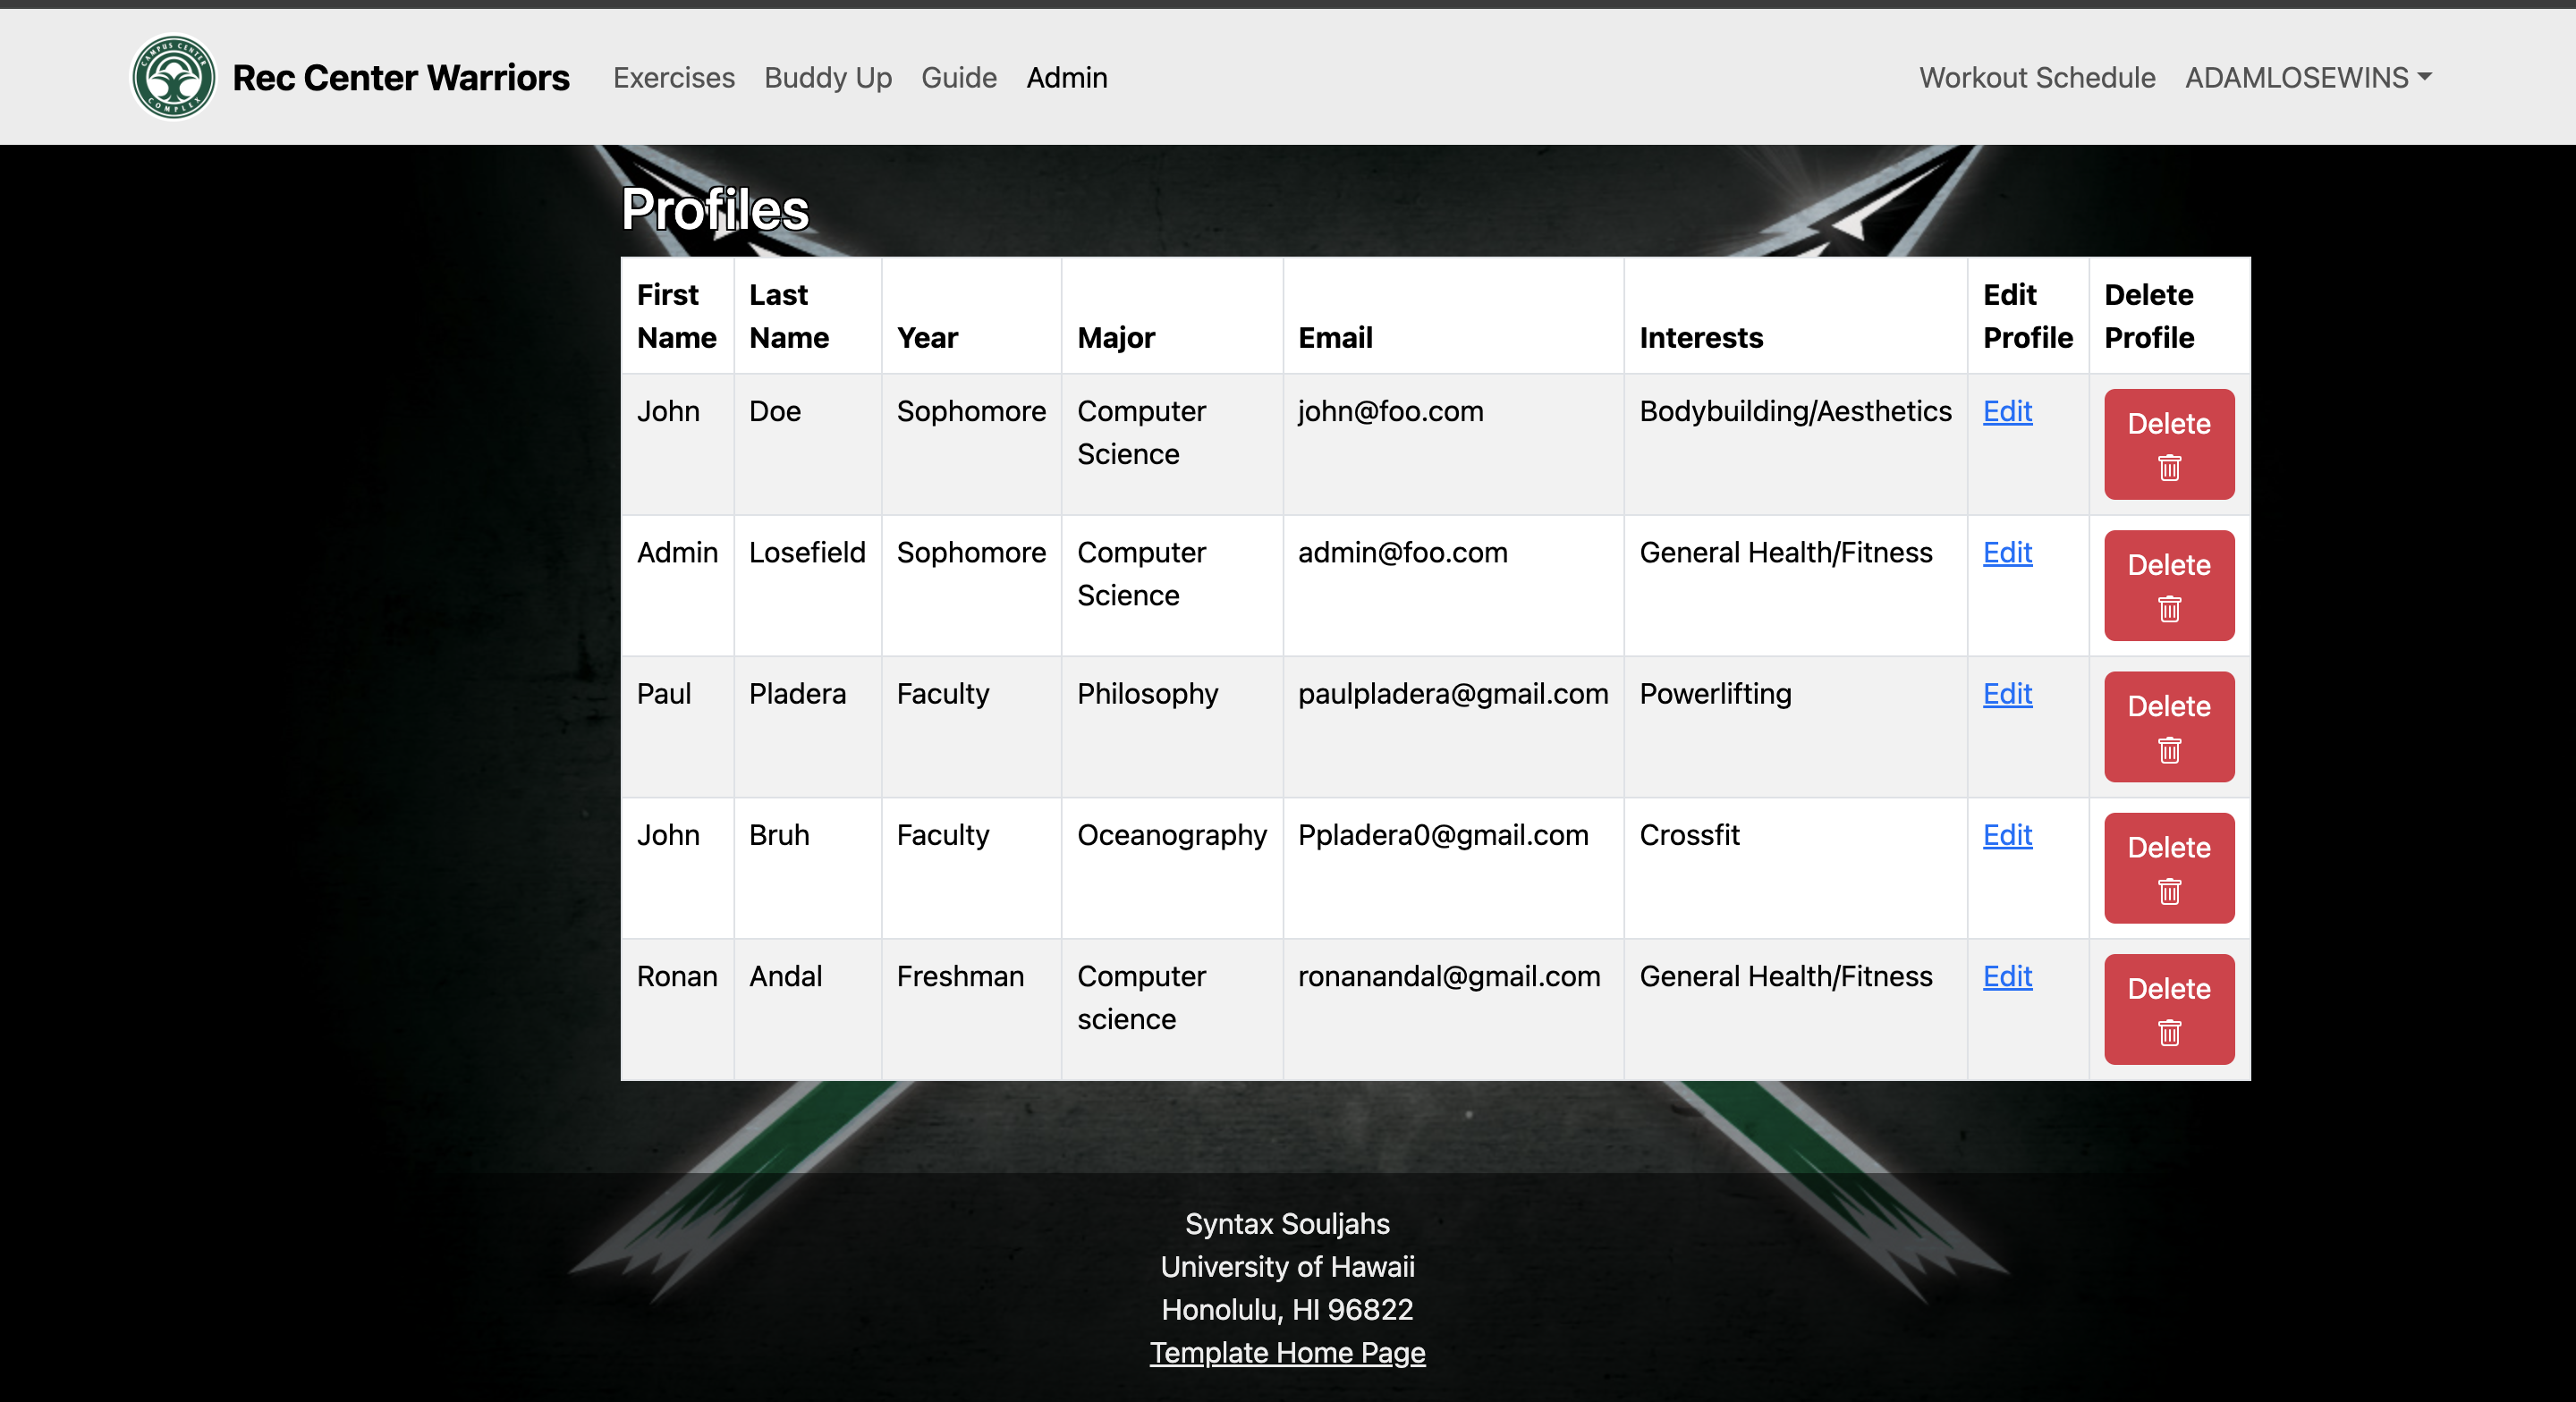 CAMPUS CENTER
COMPLEX
Rec Center Warriors Exercises Buddy Up Guide Admin Workout Schedule ADAMLOSEWINS
Profiles
First Name Last Name Year Major Email Interests Edit Profile Delete Profile
John Doe Sophomore Computer Science john@foo.com Bodybuilding/Aesthetics Edit Delete
Admin Losefield Sophomore Computer Science admin@foo.com General Health/Fitness Edit Delete
Paul Pladera Faculty Philosophy paulpladera@gmail.com Powerlifting Edit Delete
John Bruh Faculty Oceanography Ppladera0@gmail.com Crossfit Edit Delete
Ronan Andal Freshman Computer science ronanandal@gmail.com General Health/Fitness Edit Delete
Syntax Souljahs
University of Hawaii
Honolulu, HI 96822
Template Home Page